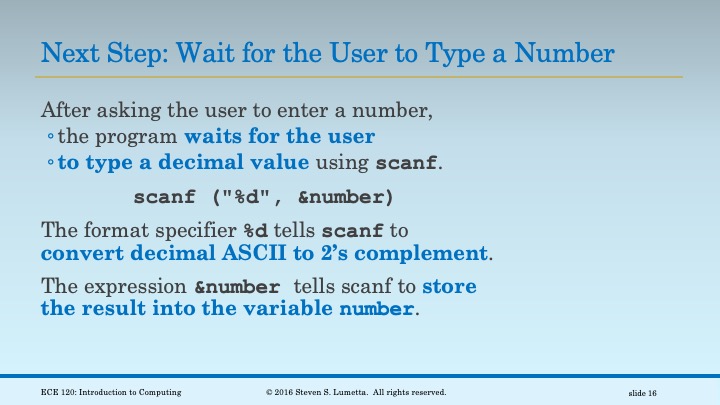 Next Step: Wait for the User to Type a Number
After asking the user to enter a number,
◦the program waits for the user
◦to type a decimal value using scanf.
scanf ("%d", &number)
The format specifier %d tells scanf to
convert decimal ASCII to 2’s complement.
The expression &number tells scanf to store
the result into the variable number.
ECE 120: Introduction to Computing
© 2016 Steven S. Lumetta. All rights reserved.
slide 16